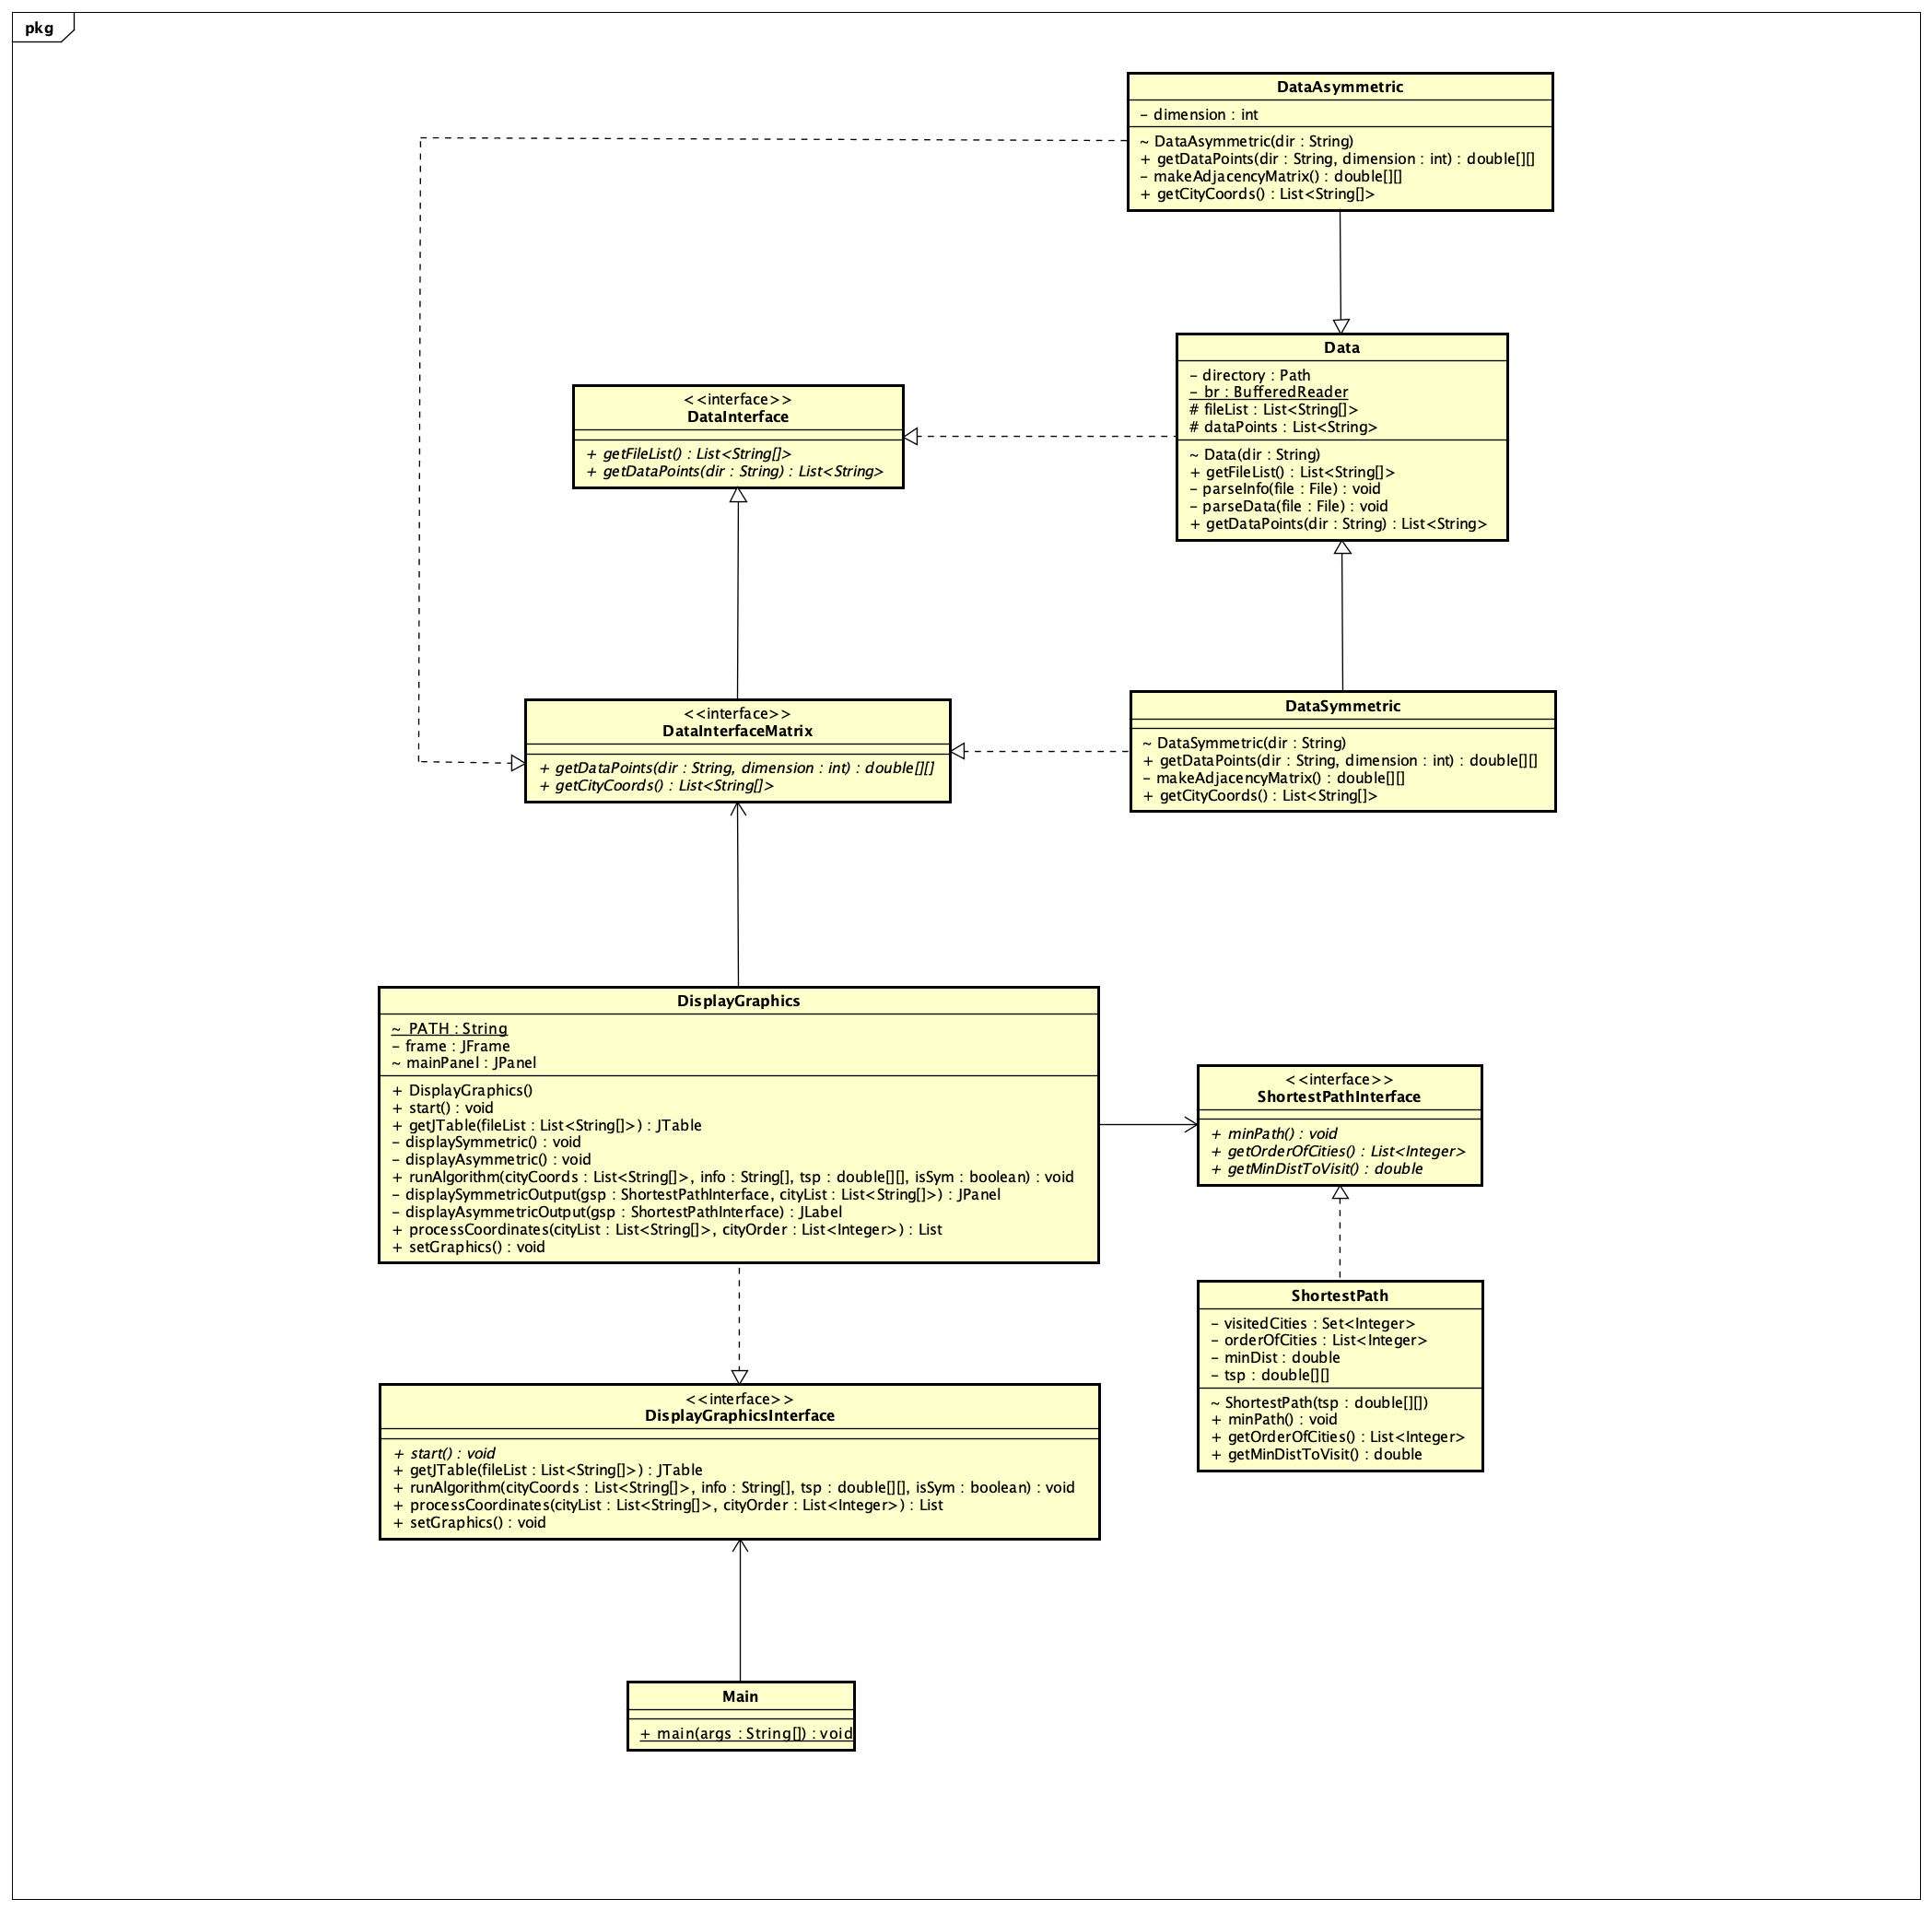 pkg
DataAsymmetric
- dimension : int
~ DataAsymmetric(dir : String)
+ getDataPoints(dir : String, dimension : int) : double[][]
- makeAdjacencyMatrix() : double[][]
+ getCityCoords() : List<String[]>
Data
- directory : Path
- br : BufferedReader
# fileList : List<String[]>
# dataPoints : List<String>
~ Data(dir : String)
+ getFileList() : List<String[]>
- parseInfo(file : File) : void
- parseData(file : File) : void
+ getDataPoints(dir : String) : List<String>
<<interface>>
DataInterface
+ getFileList() : List<String[]>
+ getDataPoints(dir : String) : List<String>
<<interface>>
DataInterfaceMatrix
+ getDataPoints(dir : String, dimension : int) : double[][]
+ getCityCoords() : List<String[]>
DataSymmetric
~ DataSymmetric(dir : String)
+ getDataPoints(dir : String, dimension : int) : double[][]
- makeAdjacencyMatrix() : double[][]
+ getCityCoords() : List<String[]>
DisplayGraphics
~ PATH : String
- frame : JFrame
~ mainPanel : JPanel
+ DisplayGraphics()
+ start() : void
+ getJTable(fileList : List<String[]>) : JTable
- displaySymmetric() : void
- displayAsymmetric() : void
+ runAlgorithm(cityCoords : List<String[]>, info : String[], tsp : double[][], isSym : boolean) : void
- displaySymmetricOutput(gsp : ShortestPathInterface, cityList : List<String[]>) : JPanel
- displayAsymmetricOutput(gsp : ShortestPathInterface) : JLabel
+ processCoordinates(cityList : List<String[]>, cityOrder : List<Integer>) : List
+ setGraphics() : void
<<interface>>
ShortestPathInterface
+ minPath() : void
+ getOrderOfCities() : List<Integer>
+ getMinDistToVisit() : double
ShortestPath
- visitedCities : Set<Integer>
- orderOfCities : List<Integer>
- minDist : double
- tsp : double[][]
~ ShortestPath(tsp : double[][])
+ minPath() : void
+ getOrderOfCities() : List<Integer>
+ getMinDistToVisit() : double
<<interface>>
DisplayGraphicsInterface
+ start() : void
+ getJTable(fileList : List<String[]>) : JTable
+ runAlgorithm(cityCoords : List<String[]>, info : String[], tsp : double[][], isSym : boolean) : void
+ processCoordinates(cityList : List<String[]>, cityOrder : List<Integer>) : List
+ setGraphics() : void
Main
+ main(args : String[]) : void